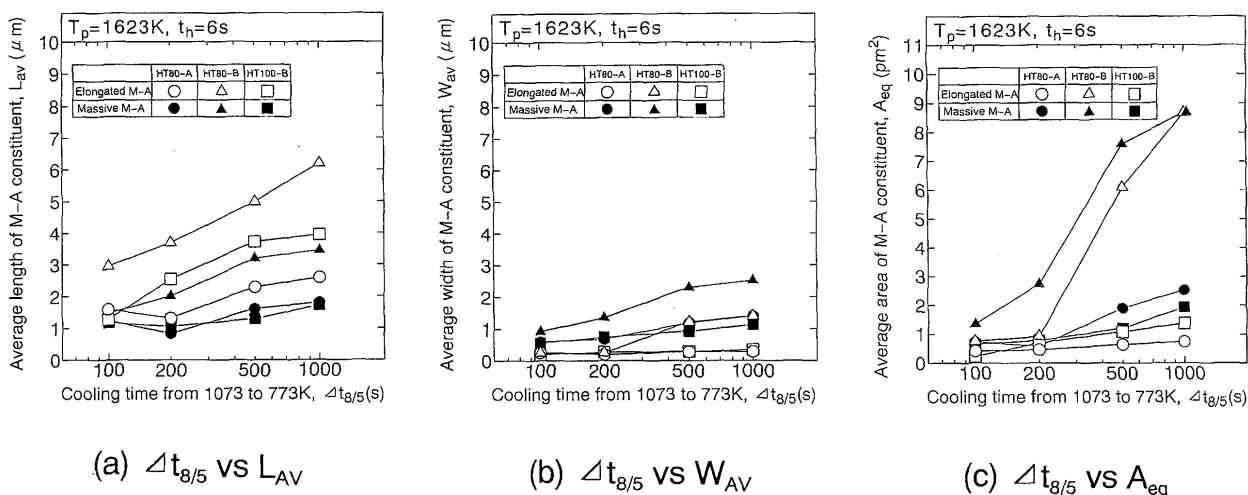 Tp=1623K, th=6s
Average length of M-A constituent, Lav (μm)
10
9
8
7
6
5
4
3
2
1
0
HT80-A HT80-B HT100-B
Elongated M-A
Massive M-A
100 200 500 1000
Cooling time from 1073 to 773K, ⊿t8/5(s)
(a) ⊿t8/5 vs LAV
Tp=1623K, th=6s
Average width of M-A constituent, Wav (μm)
10
9
8
7
6
5
4
3
2
1
0
HT80-A HT80-B HT100-B
Elongated M-A
Massive M-A
100 200 500 1000
Cooling time from 1073 to 773K, ⊿t8/5(s)
(b) ⊿t8/5 vs WAV
Tp=1623K, th=6s
Average area of M-A constituent, Aeq (pm2)
11
10
9
8
7
6
5
4
3
2
1
0
HT80-A HT80-B HT100-B
Elongated M-A
Massive M-A
100 200 500 1000
Cooling time from 1073 to 773K, ⊿t8/5(s)
(c) ⊿t8/5 vs Aeq